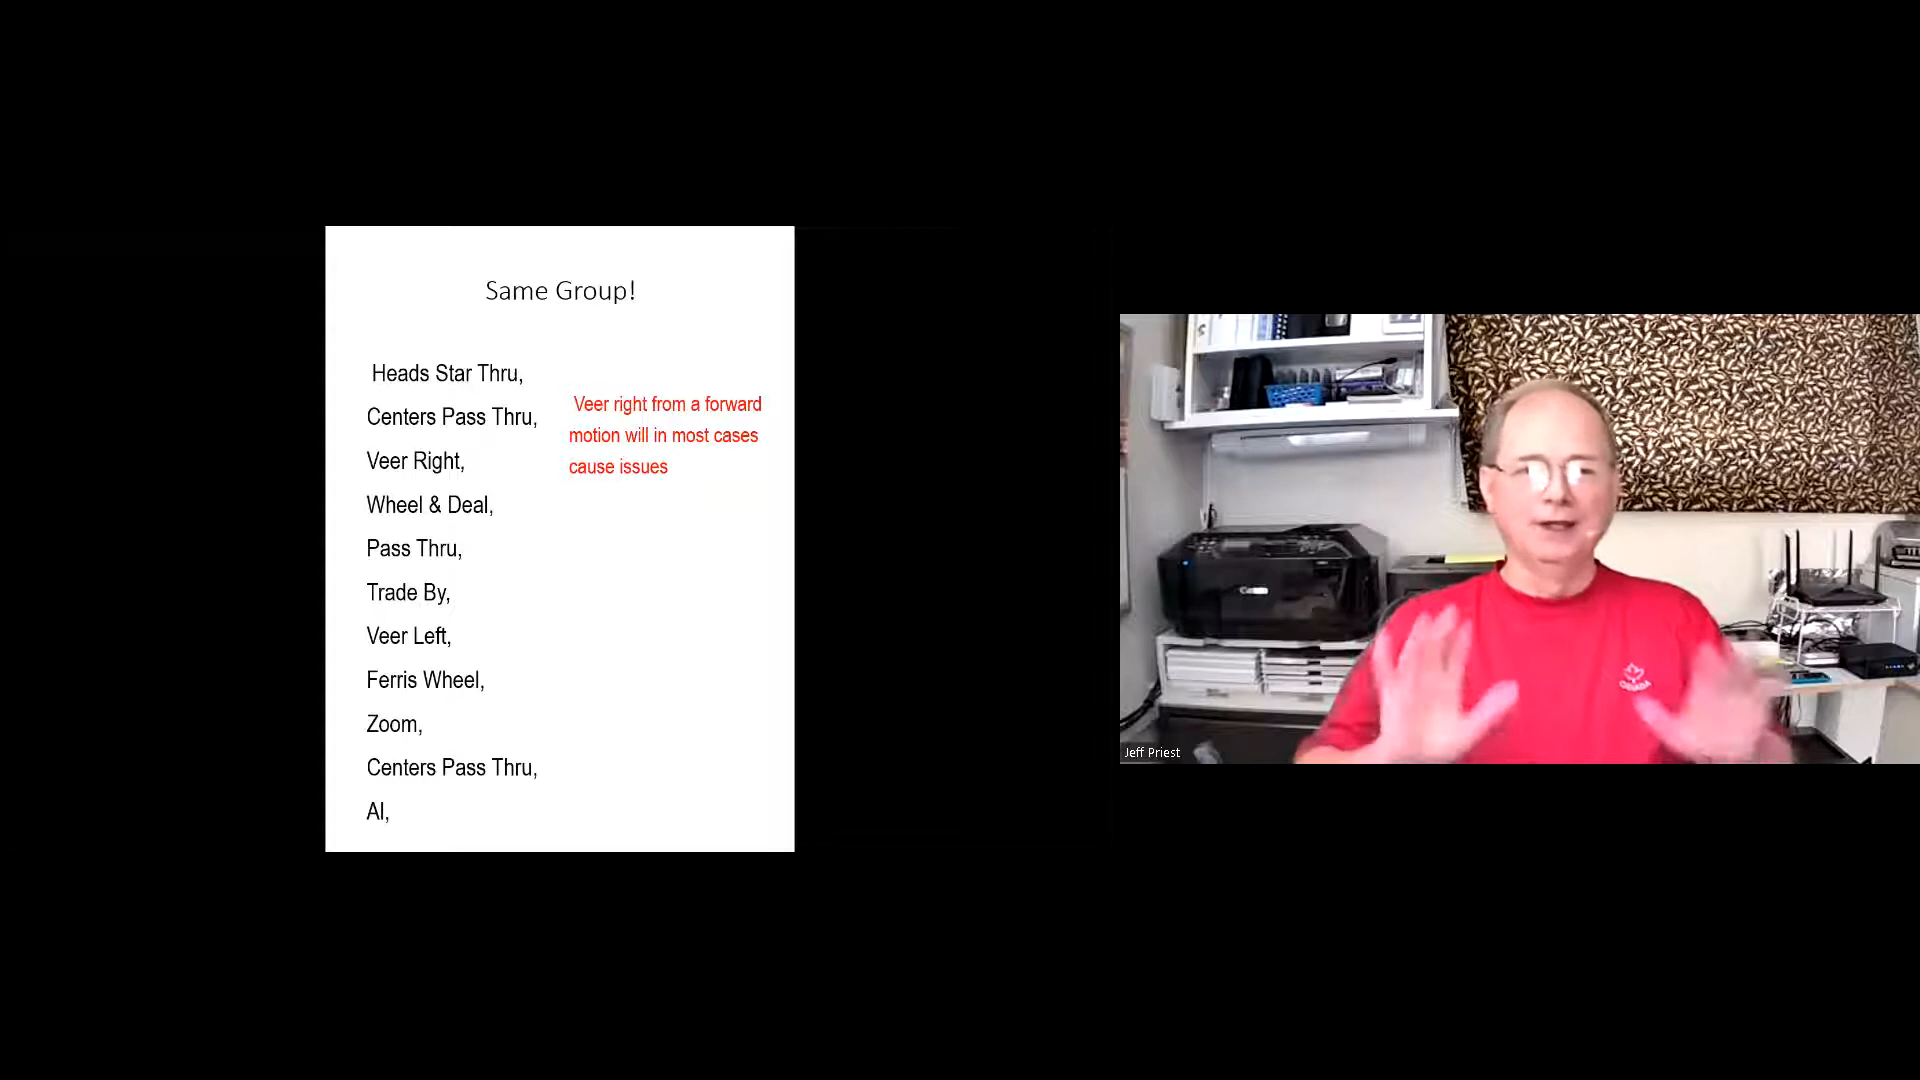 Same Group!
Heads Star Thru,
Centers Pass Thru,
Veer Right,
Wheel & Deal,
Pass Thru,
Trade By,
Veer Left,
Ferris Wheel,
Zoom,
Centers Pass Thru,
Al,
Veer right from a forward
motion will in most cases
cause issues
Jeff Priest